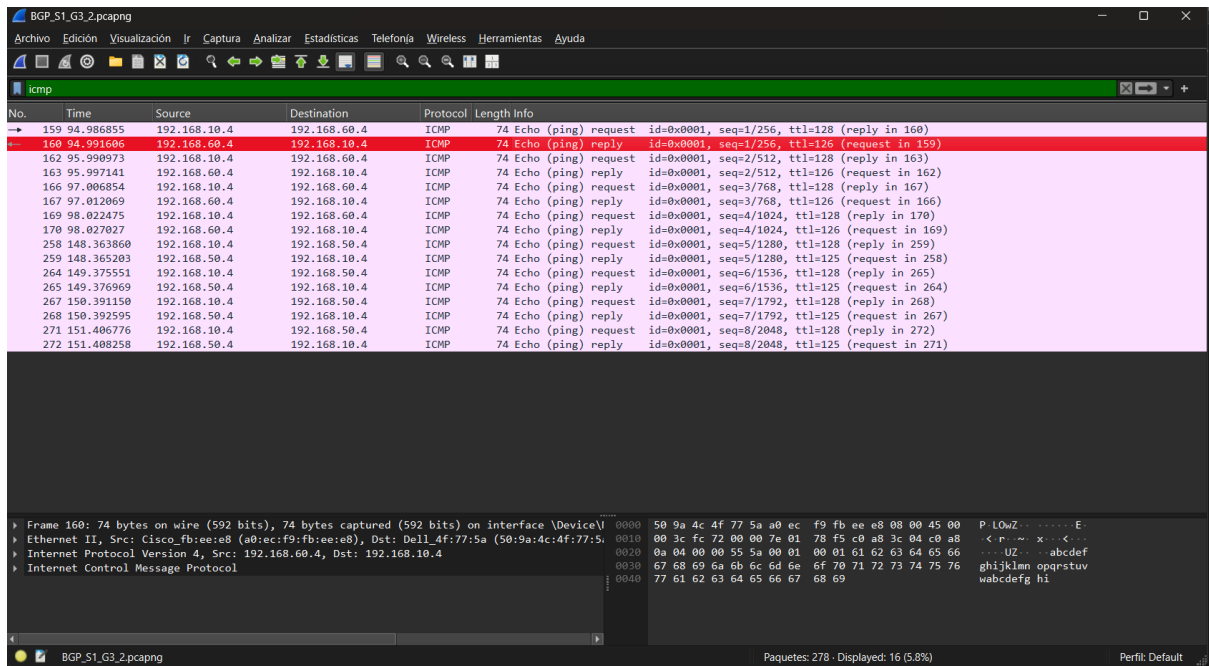 BGP_S1_G3_2.pcapng
Archivo Edición Visualización Ir Captura Analizar Estadísticas Telefonía Wireless Herramientas Ayuda
icmp
No. Time Source Destination Protocol Length Info
159 94.986855 192.168.10.4 192.168.60.4 ICMP 74 Echo (ping) request id=0x0001, seq=1/256, ttl=128 (reply in 160)
160 94.991606 192.168.60.4 192.168.10.4 ICMP 74 Echo (ping) reply id=0x0001, seq=1/256, ttl=126 (request in 159)
162 95.990973 192.168.10.4 192.168.60.4 ICMP 74 Echo (ping) request id=0x0001, seq=2/512, ttl=128 (reply in 163)
163 95.997141 192.168.60.4 192.168.10.4 ICMP 74 Echo (ping) reply id=0x0001, seq=2/512, ttl=126 (request in 162)
166 97.006854 192.168.10.4 192.168.60.4 ICMP 74 Echo (ping) request id=0x0001, seq=3/768, ttl=128 (reply in 167)
167 97.012069 192.168.60.4 192.168.10.4 ICMP 74 Echo (ping) reply id=0x0001, seq=3/768, ttl=126 (request in 166)
169 98.022475 192.168.10.4 192.168.60.4 ICMP 74 Echo (ping) request id=0x0001, seq=4/1024, ttl=128 (reply in 170)
170 98.027027 192.168.60.4 192.168.10.4 ICMP 74 Echo (ping) reply id=0x0001, seq=4/1024, ttl=126 (request in 169)
258 148.363860 192.168.10.4 192.168.50.4 ICMP 74 Echo (ping) request id=0x0001, seq=5/1280, ttl=128 (reply in 259)
259 148.365203 192.168.50.4 192.168.10.4 ICMP 74 Echo (ping) reply id=0x0001, seq=5/1280, ttl=125 (request in 258)
264 149.375551 192.168.10.4 192.168.50.4 ICMP 74 Echo (ping) request id=0x0001, seq=6/1536, ttl=128 (reply in 265)
265 149.376969 192.168.50.4 192.168.10.4 ICMP 74 Echo (ping) reply id=0x0001, seq=6/1536, ttl=125 (request in 264)
267 150.391150 192.168.10.4 192.168.50.4 ICMP 74 Echo (ping) request id=0x0001, seq=7/1792, ttl=128 (reply in 268)
268 150.392595 192.168.50.4 192.168.10.4 ICMP 74 Echo (ping) reply id=0x0001, seq=7/1792, ttl=125 (request in 267)
271 151.406776 192.168.10.4 192.168.50.4 ICMP 74 Echo (ping) request id=0x0001, seq=8/2048, ttl=128 (reply in 272)
272 151.408258 192.168.50.4 192.168.10.4 ICMP 74 Echo (ping) reply id=0x0001, seq=8/2048, ttl=125 (request in 271)
Frame 160: 74 bytes on wire (592 bits), 74 bytes captured (592 bits) on interface \Device\
Ethernet II, Src: Cisco_fb:ee:e8 (a0:ec:f9:fb:ee:e8), Dst: Dell_4f:77:5a (50:9a:4c:4f:77:5a
Internet Protocol Version 4, Src: 192.168.60.4, Dst: 192.168.10.4
Internet Control Message Protocol
0000 50 9a 4c 4f 77 5a a0 ec f9 fb ee e8 08 00 45 00 P·LOwZ·· ······E·
0010 00 3c fc 72 00 00 7e 01 78 f5 c0 a8 3c 04 c0 a8 ·<·r··~· x···<···
0020 0a 04 00 00 55 5a 00 01 00 01 61 62 63 64 65 66 ····UZ·· ··abcdef
0030 67 68 69 6a 6b 6c 6d 6e 6f 70 71 72 73 74 75 76 ghijklmn opqrstuv
0040 77 61 62 63 64 65 66 67 68 69 wabcdefg hi
BGP_S1_G3_2.pcapng Paquetes: 278 · Displayed: 16 (5.8%) Perfil: Default